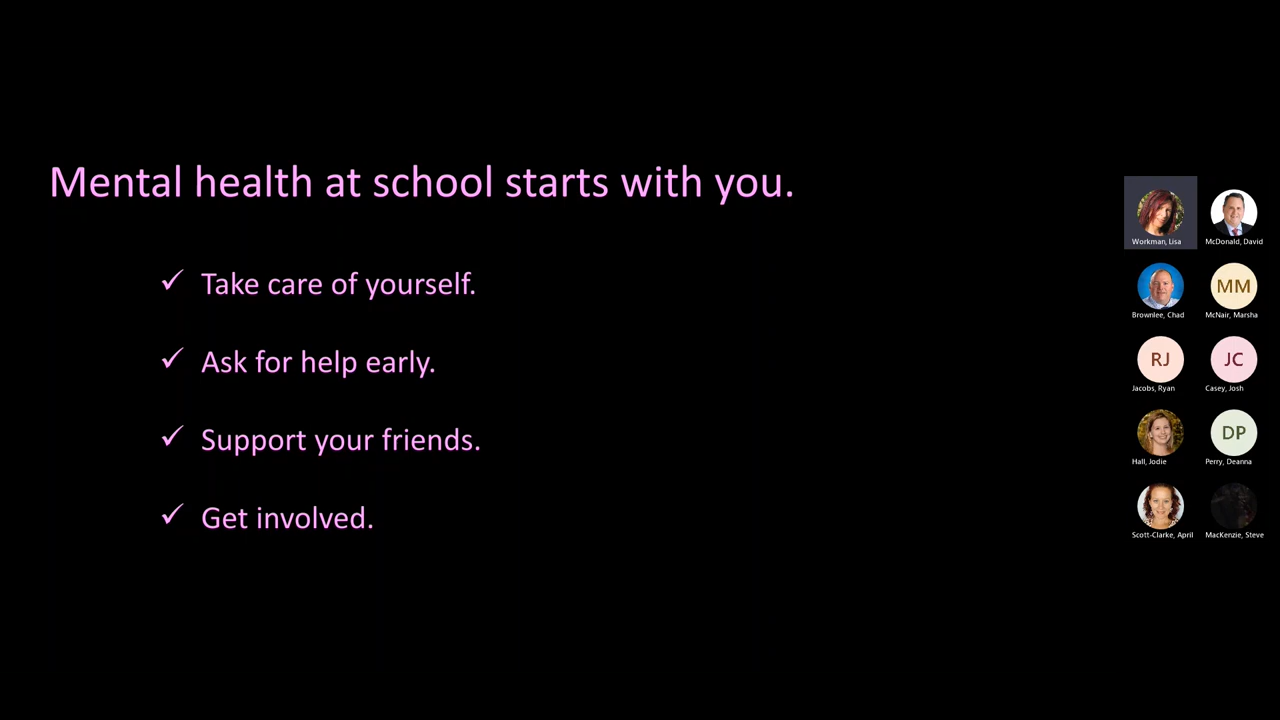 Mental health at school starts with you.
✓ Take care of yourself.
✓ Ask for help early.
✓ Support your friends.
✓ Get involved.
Workman, Lisa
McDonald, David
Brownlee, Chad
MM
McNair, Marsha
RJ
Jacobs, Ryan
JC
Casey, Josh
Hall, Jodie
DP
Perry, Deanna
Scott-Clarke, April
MacKenzie, Steve